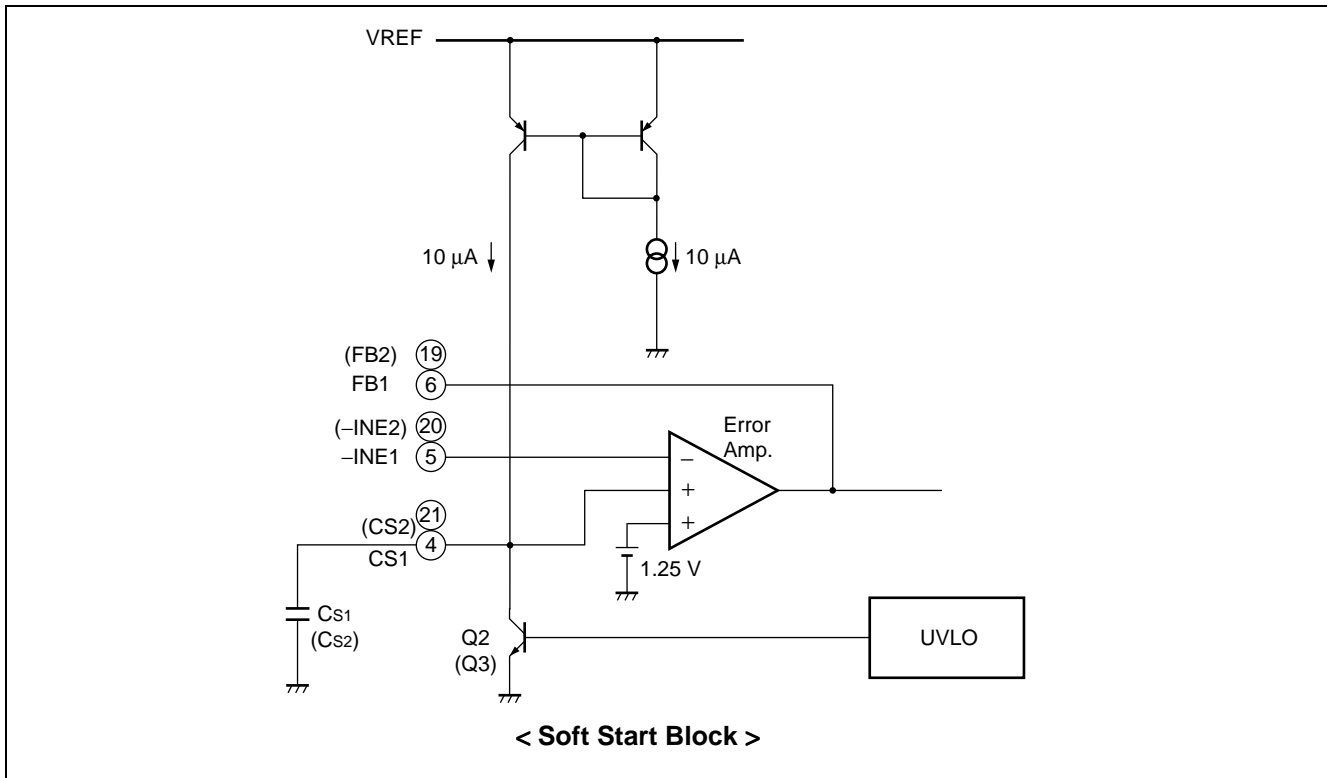 VREF
10 μA
10 μA
(FB2) 19
FB1 6
(−INE2) 20
−INE1 5
Error
Amp.
−
+
+
21
(CS2)
4
CS1
1.25 V
CS1
(CS2)
Q2
(Q3)
UVLO
< Soft Start Block >